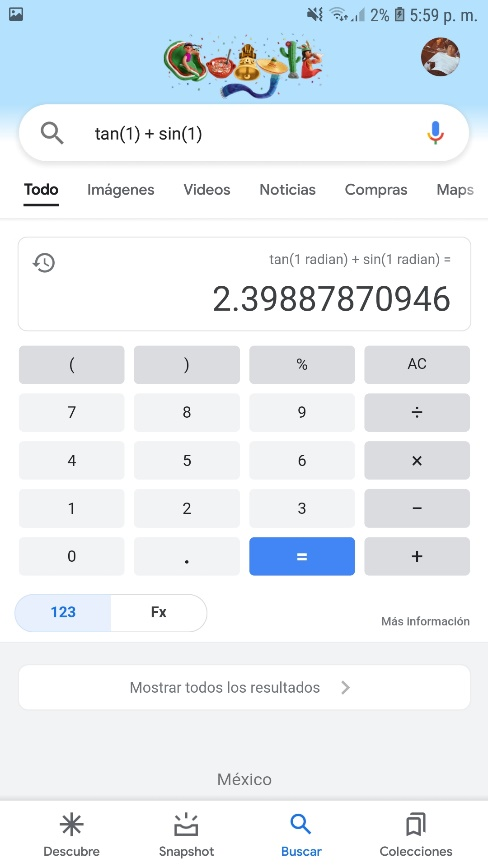 2% 5:59 p. m.
Google
tan(1) + sin(1)
Todo Imágenes Videos Noticias Compras Maps
tan(1 radian) + sin(1 radian) =
2.39887870946
( ) % AC
7 8 9 ÷
4 5 6 ×
1 2 3 −
0 . = +
123 Fx
Más información
Mostrar todos los resultados
México
Descubre Snapshot Buscar Colecciones